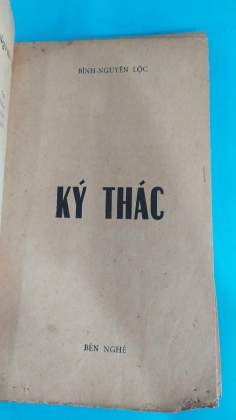 BÌNH-NGUYÊN LỘC
KÝ THÁC
BẾN NGHÉ